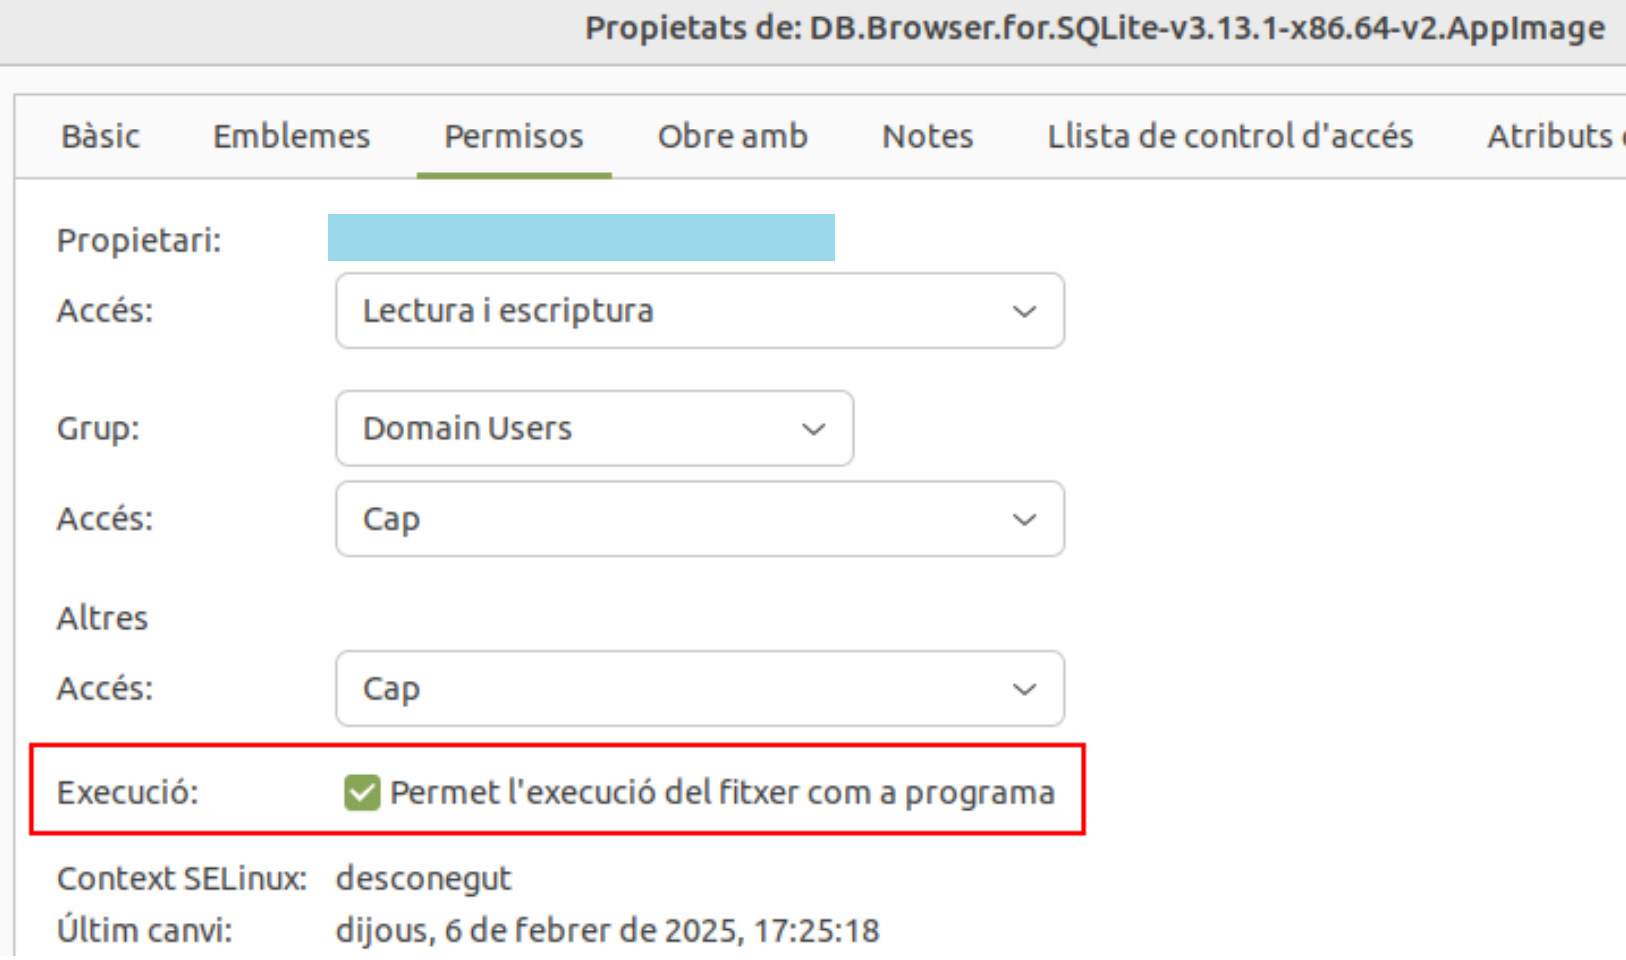 Propietats de: DB.Browser.for.SQLite-v3.13.1-x86.64-v2.AppImage
Bàsic Emblemes Permisos Obre amb Notes Llista de control d'accés Atributs
Propietari:
Accés: Lectura i escriptura
Grup: Domain Users
Accés: Cap
Altres
Accés: Cap
Execució: Permet l'execució del fitxer com a programa
Context SELinux: desconegut
Últim canvi: dijous, 6 de febrer de 2025, 17:25:18